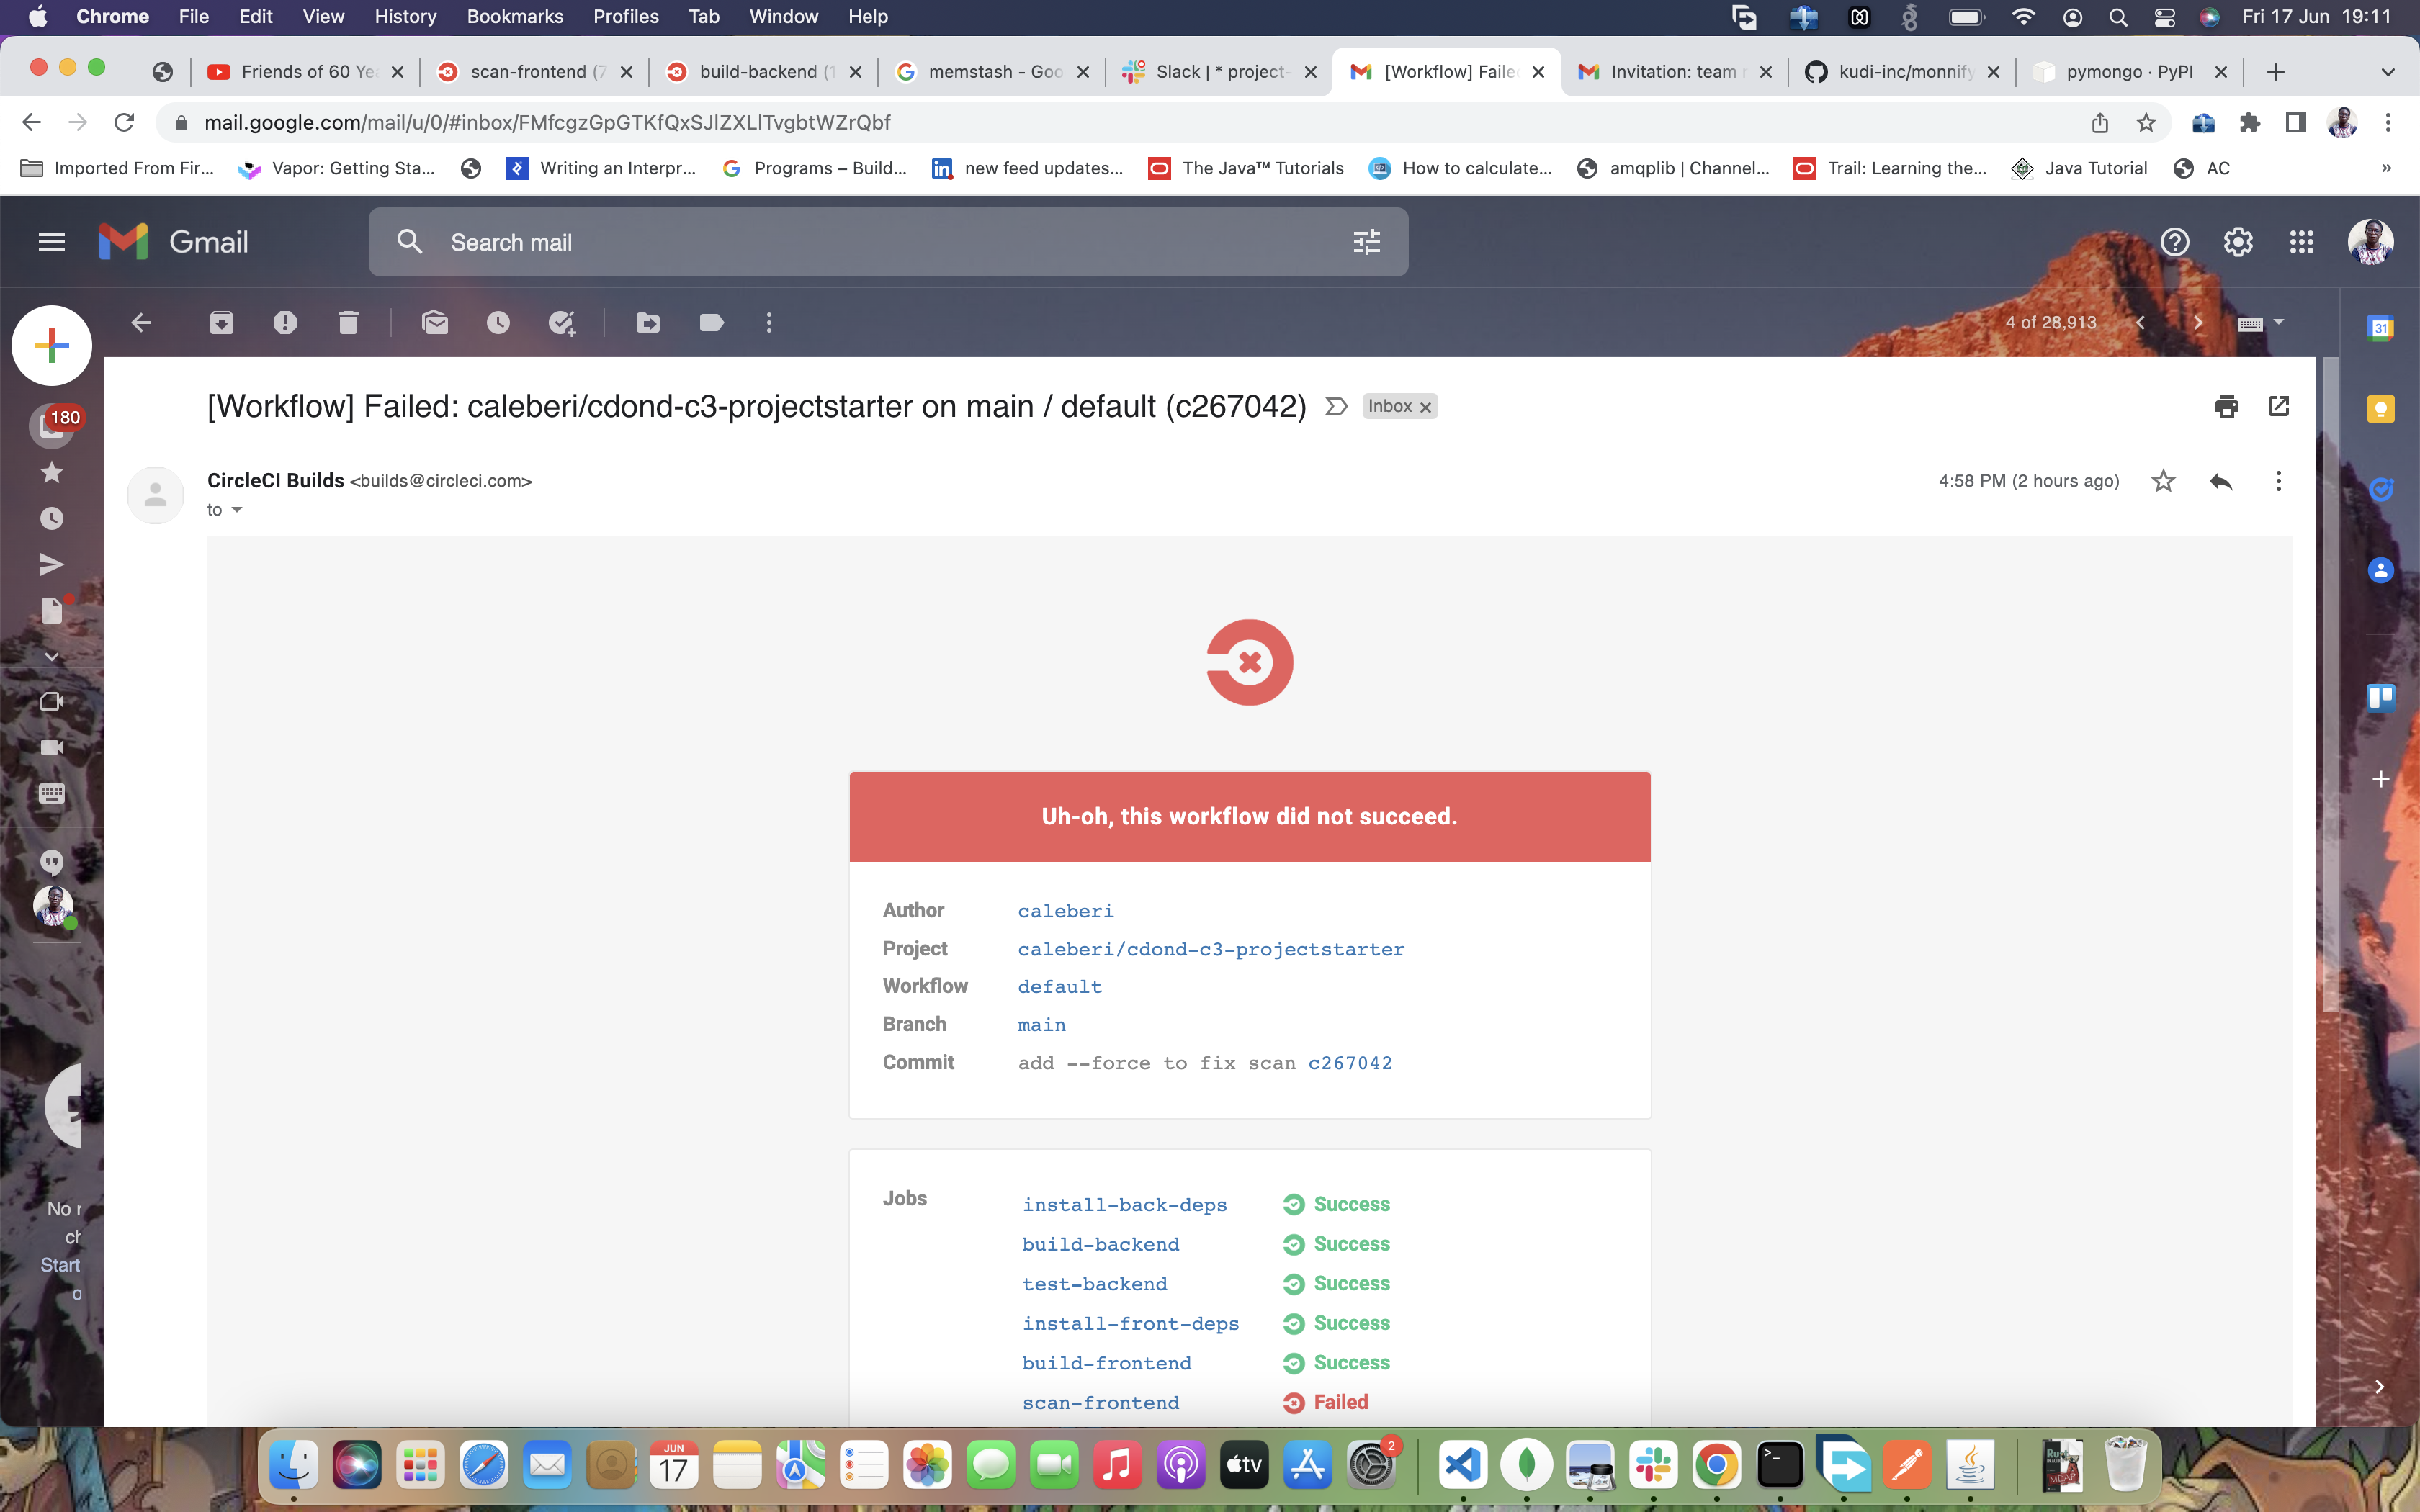 Chrome File Edit View History Bookmarks Profiles Tab Window Help Fri 17 Jun 19:11
Friends of 60 Ye scan-frontend (7 build-backend (1 memstash - Goo Slack | * project- [Workflow] Faile Invitation: team kudi-inc/monnify pymongo · PyPI
mail.google.com/mail/u/0/#inbox/FMfcgzGpGTKfQxSJlZXLlTvgbtWZrQbf
Imported From Fir... Vapor: Getting Sta... Writing an Interpr... Programs – Build... new feed updates... The Java™ Tutorials How to calculate... amqplib | Channel... Trail: Learning the... Java Tutorial AC »
Gmail Search mail
4 of 28,913
31
180
[Workflow] Failed: caleberi/cdond-c3-projectstarter on main / default (c267042) Inbox
CircleCI Builds <builds@circleci.com> 4:58 PM (2 hours ago)
to
Uh-oh, this workflow did not succeed.
Author caleberi
Project caleberi/cdond-c3-projectstarter
Workflow default
Branch main
Commit add --force to fix scan c267042
Jobs install-back-deps Success
build-backend Success
test-backend Success
install-front-deps Success
build-frontend Success
scan-frontend Failed
No r
ch
Start
JUN
17
tv
2